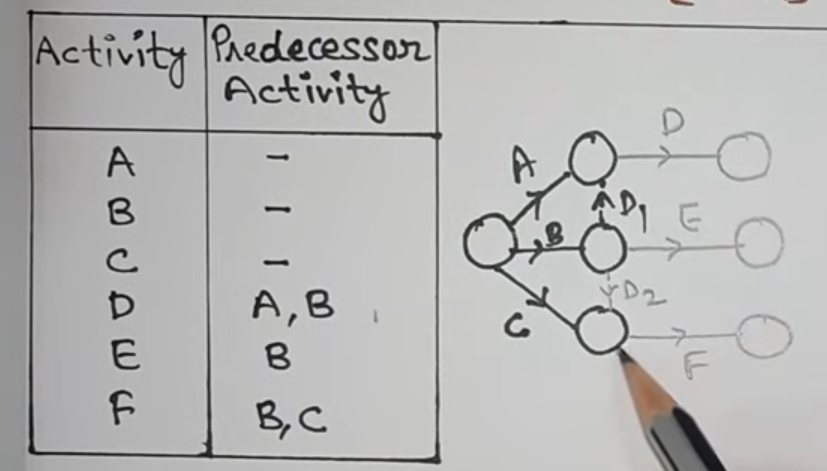 Activity Predecessor Activity
A -
B -
C -
D A, B
E B
F B, C
A D
D1
B E
D2
C F